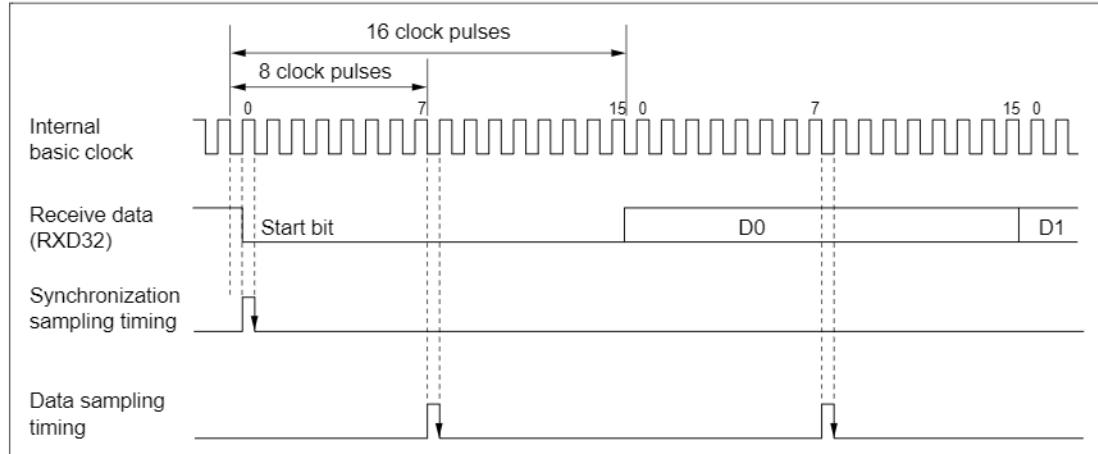 16 clock pulses
8 clock pulses
0 7 15 0 7 15 0
Internal
basic clock
Receive data
(RXD32)
Start bit D0 D1
Synchronization
sampling timing
Data sampling
timing